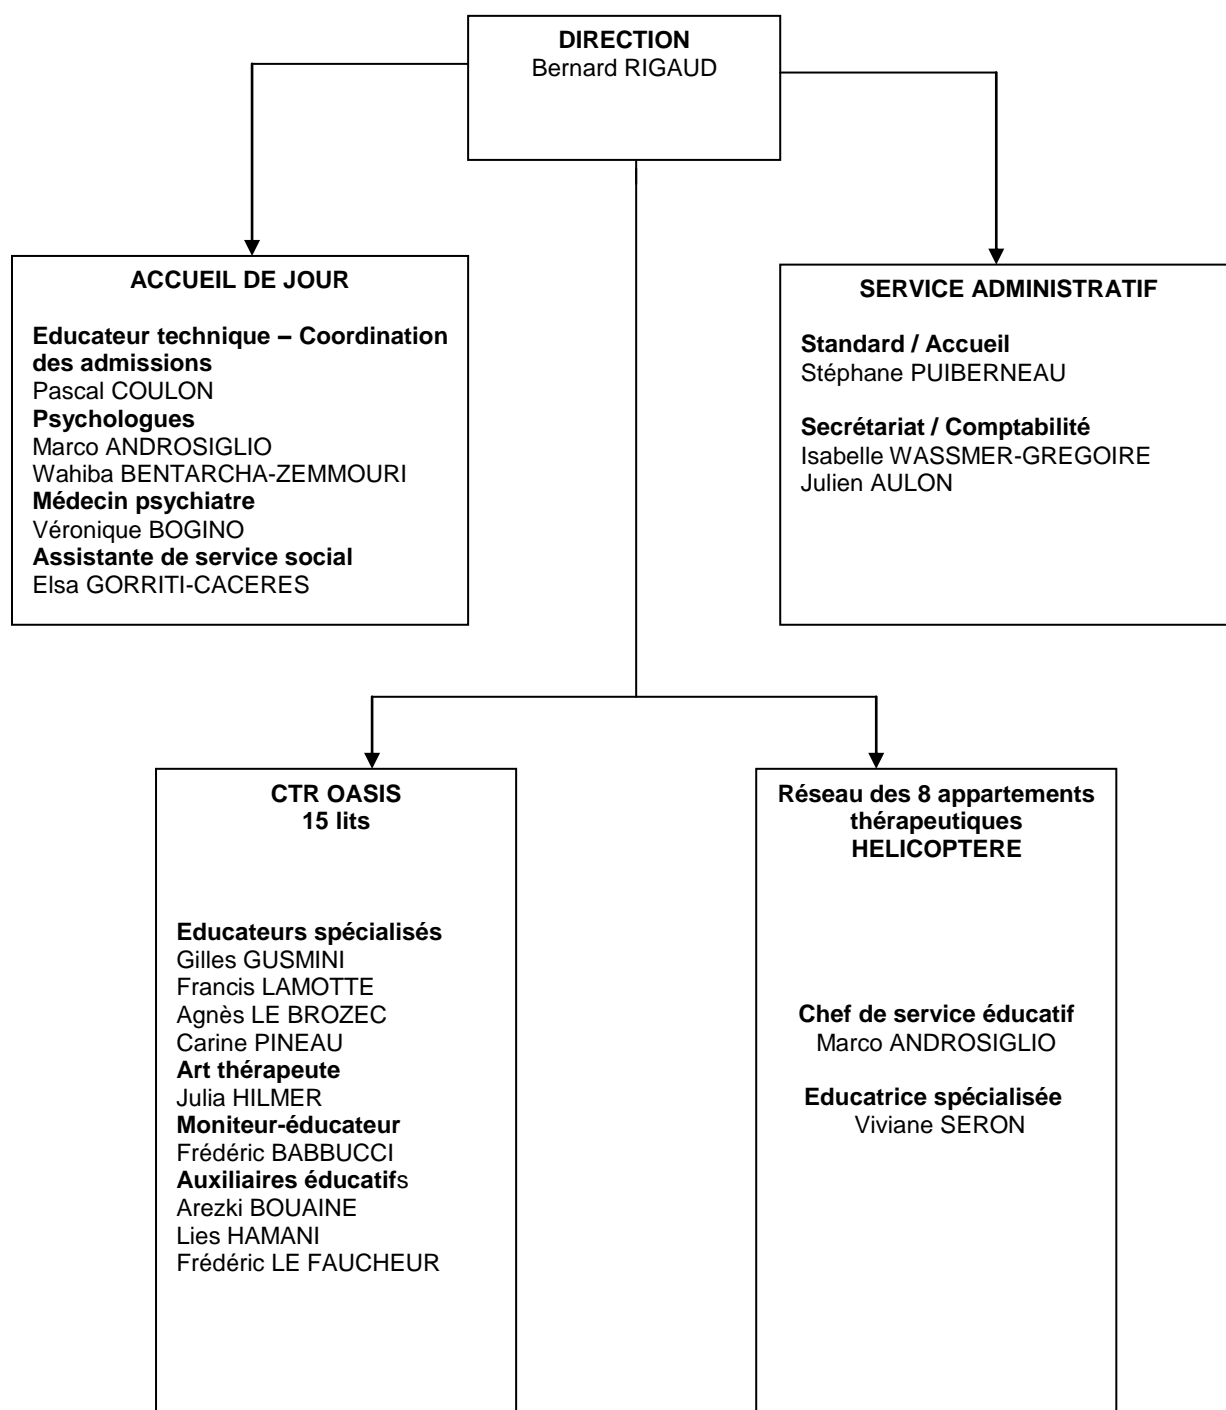 DIRECTION
Bernard RIGAUD
ACCUEIL DE JOUR
Educateur technique – Coordination
des admissions
Pascal COULON
Psychologues
Marco ANDROSIGLIO
Wahiba BENTARCHA-ZEMMOURI
Médecin psychiatre
Véronique BOGINO
Assistante de service social
Elsa GORRITI-CACERES
SERVICE ADMINISTRATIF
Standard / Accueil
Stéphane PUIBERNEAU
Secrétariat / Comptabilité
Isabelle WASSMER-GREGOIRE
Julien AULON
CTR OASIS
15 lits
Educateurs spécialisés
Gilles GUSMINI
Francis LAMOTTE
Agnès LE BROZEC
Carine PINEAU
Art thérapeute
Julia HILMER
Moniteur-éducateur
Frédéric BABBUCCI
Auxiliaires éducatifs
Arezki BOUAINE
Lies HAMANI
Frédéric LE FAUCHEUR
Réseau des 8 appartements
thérapeutiques
HELICOPTERE
Chef de service éducatif
Marco ANDROSIGLIO
Educatrice spécialisée
Viviane SERON